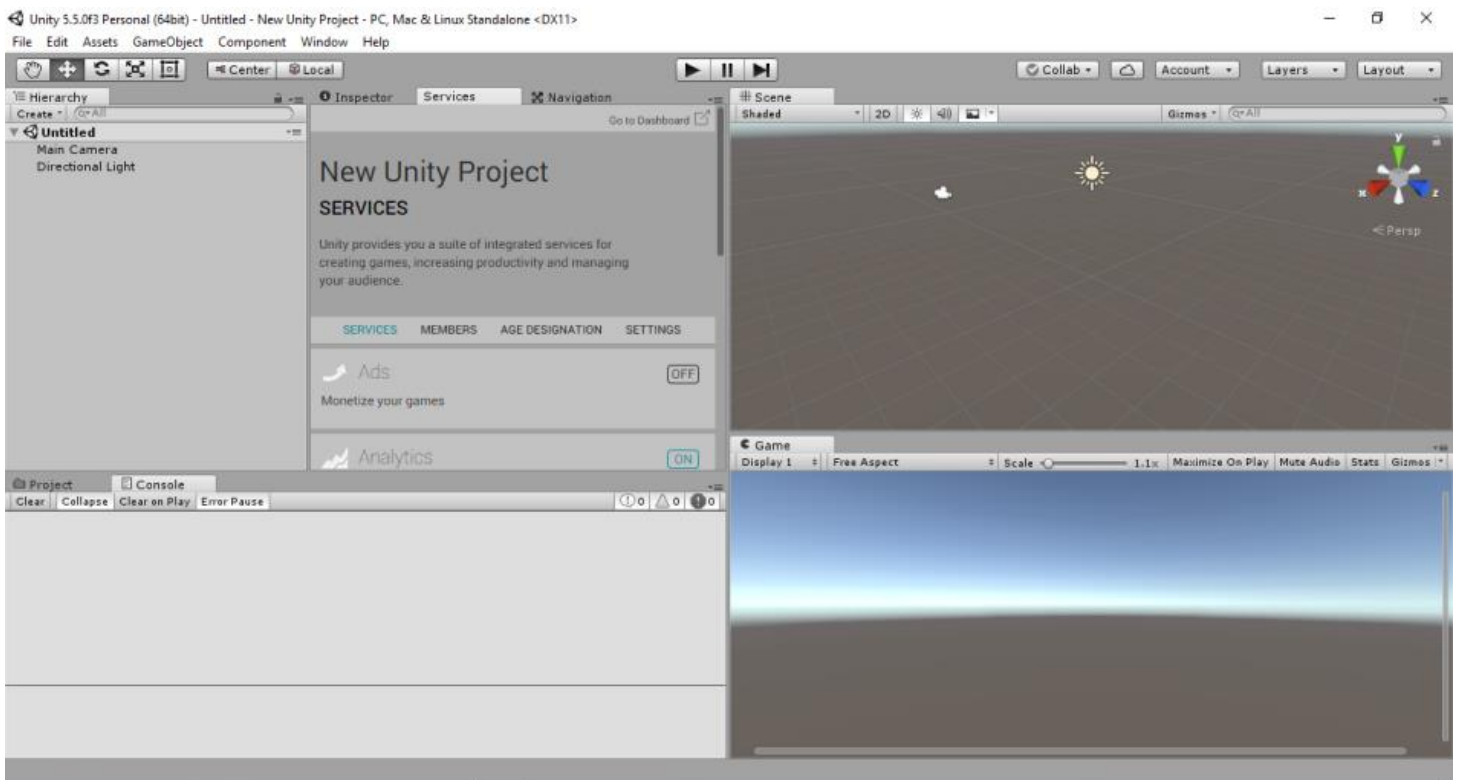 Unity 5.5.0f3 Personal (64bit) - Untitled - New Unity Project - PC, Mac & Linux Standalone <DX11>
File Edit Assets GameObject Component Window Help
Center Local Collab Account Layers Layout
Hierarchy
Create All
Untitled
Main Camera
Directional Light
Inspector Services Navigation
Go to Dashboard
New Unity Project
SERVICES
Unity provides you a suite of integrated services for
creating games, increasing productivity and managing
your audience.
SERVICES MEMBERS AGE DESIGNATION SETTINGS
Ads OFF
Monetize your games
Analytics ON
Scene
Shaded 2D Gizmos All
y
x z
Persp
Project Console
Clear Collapse Clear on Play Error Pause 0 0 0
Game
Display 1 Free Aspect Scale 1.1x Maximize On Play Mute Audio Stats Gizmos